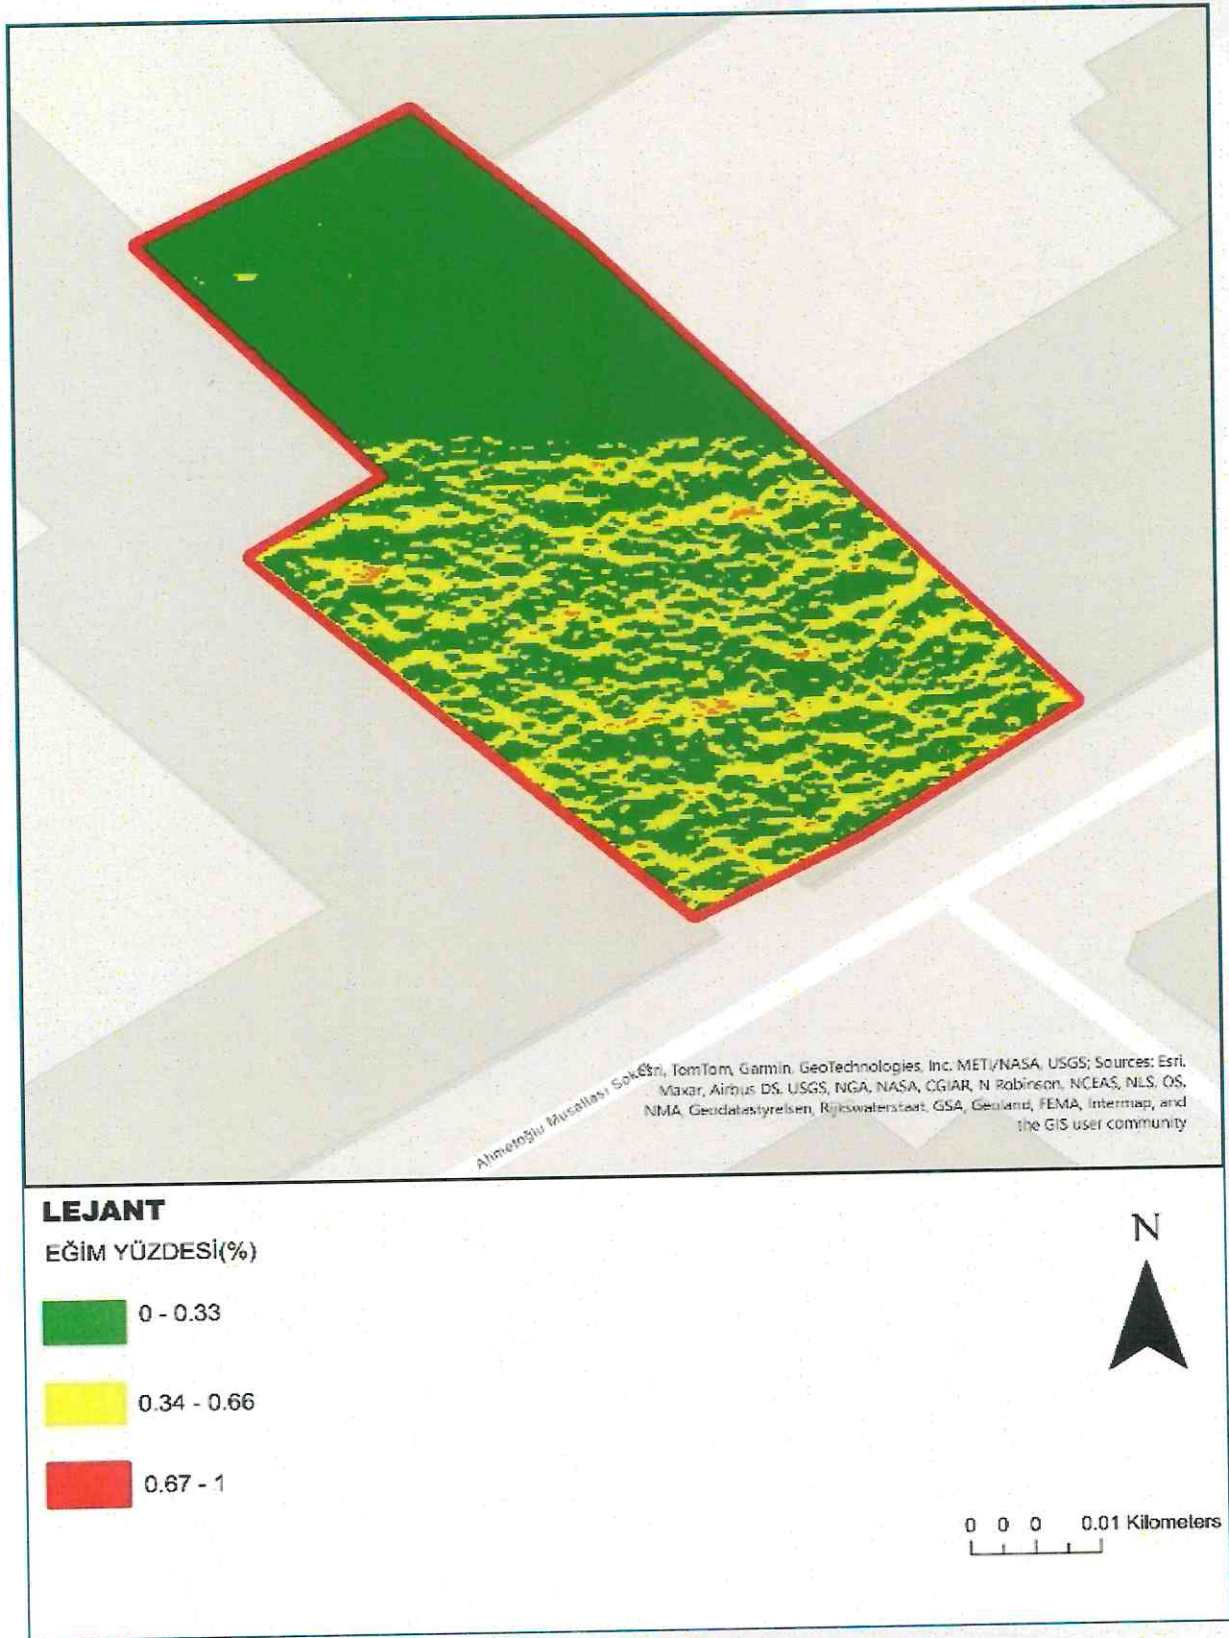 Esri, TomTom, Garmin, GeoTechnologies, Inc, METI/NASA, USGS; Sources: Esri,
Maxar, Airbus DS, USGS, NGA, NASA, CGIAR, N Robinson, NCEAS, NLS, OS,
NMA, Geodatastyrelsen, Rijkswaterstaat, GSA, Geoland, FEMA, Intermap, and
the GIS user community
Ahmetoğlu Musallası
LEJANT
EĞİM YÜZDESİ(%)
0 - 0.33
0.34 - 0.66
0.67 - 1
N
0 0 0 0.01 Kilometers